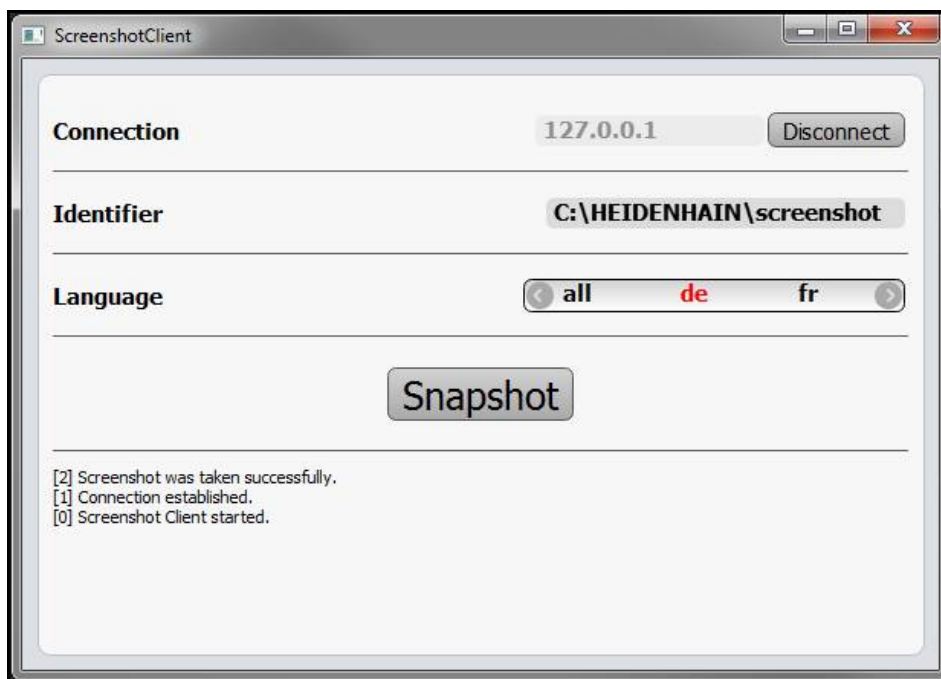 ScreenshotClient
Connection 127.0.0.1 Disconnect
Identifier C:\HEIDENHAIN\screenshot
Language all de fr
Snapshot
[2] Screenshot was taken successfully.
[1] Connection established.
[0] Screenshot Client started.